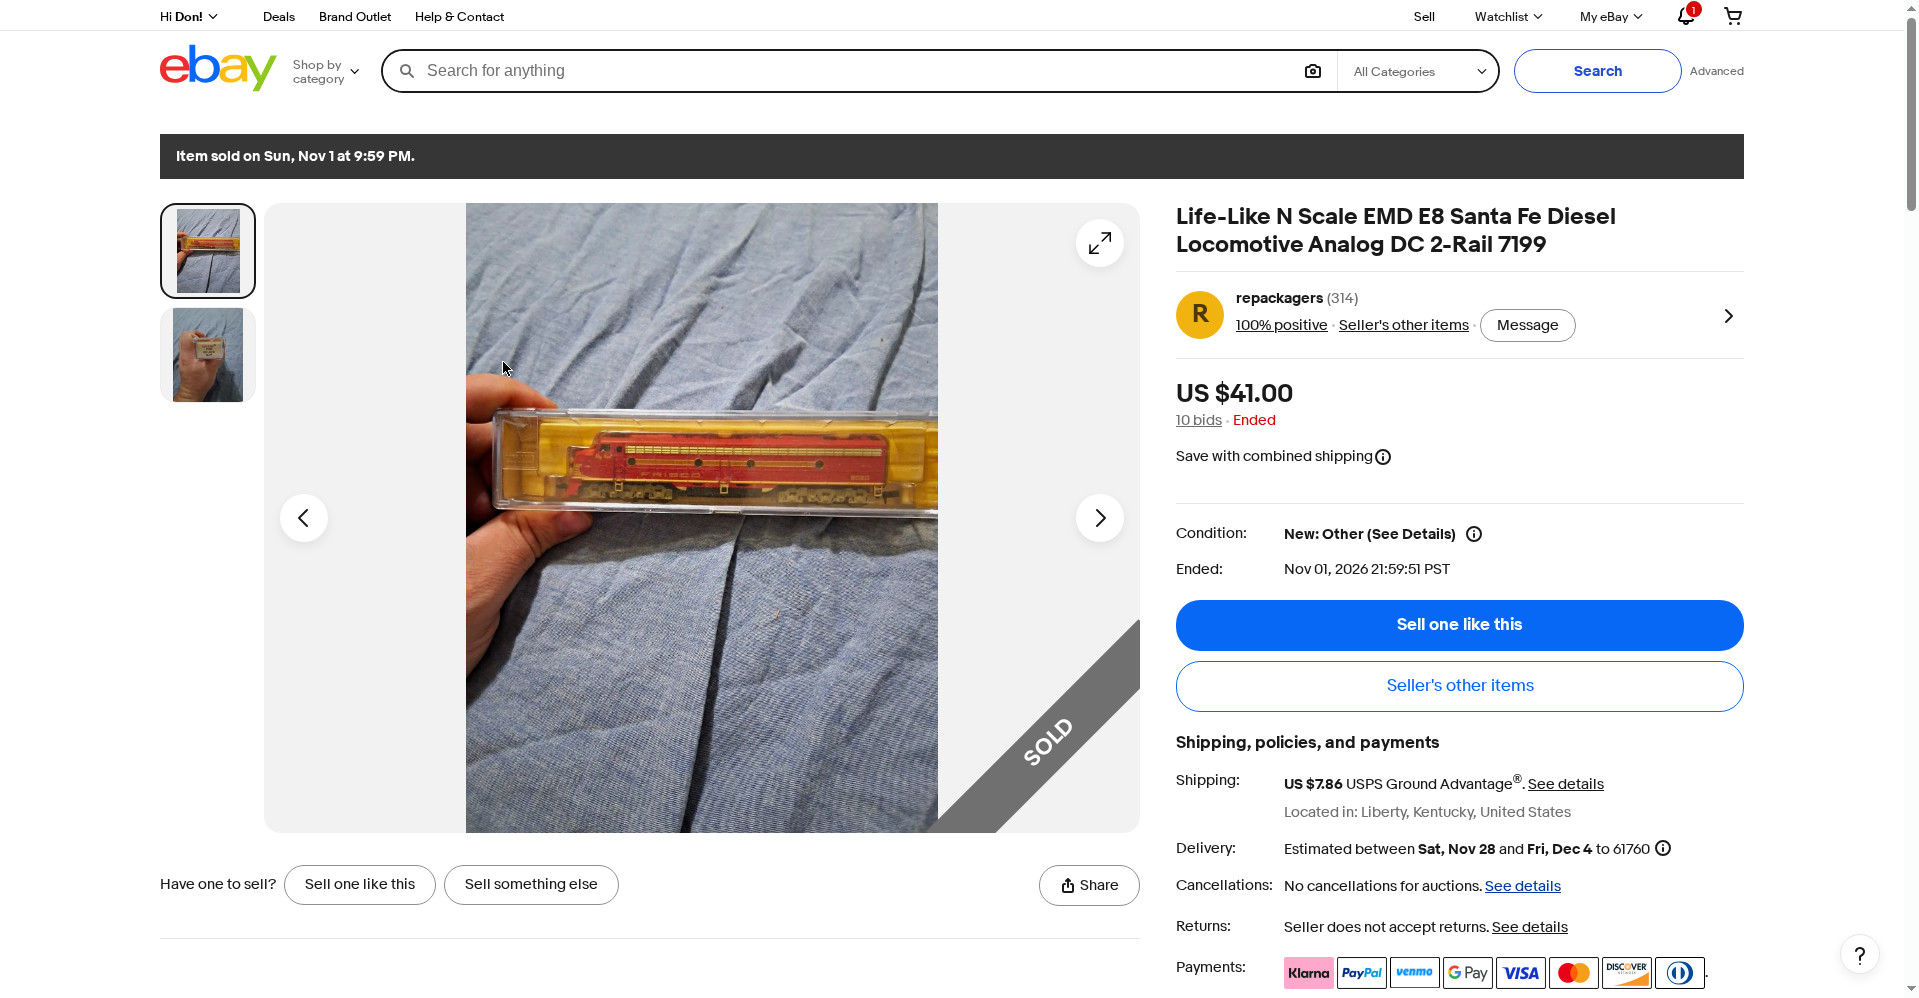 Hi Don!
Deals
Brand Outlet
Help & Contact
Sell
Watchlist
My eBay
1
ebay
Shop by category
Search for anything
All Categories
Search
Advanced
Item sold on Sun, Nov 1 at 9:59 PM.
FRISCO
SOLD
Have one to sell?
Sell one like this
Sell something else
Share
Life-Like N Scale EMD E8 Santa Fe Diesel
Locomotive Analog DC 2-Rail 7199
R
repackagers (314)
100% positive · Seller's other items · Message
US $41.00
10 bids · Ended
Save with combined shipping
Condition: New: Other (See Details)
Ended: Nov 01, 2026 21:59:51 PST
Sell one like this
Seller's other items
Shipping, policies, and payments
Shipping: US $7.86 USPS Ground Advantage®. See details
Located in: Liberty, Kentucky, United States
Delivery: Estimated between Sat, Nov 28 and Fri, Dec 4 to 61760
Cancellations: No cancellations for auctions. See details
Returns: Seller does not accept returns. See details
Payments: Klarna PayPal venmo G Pay VISA DISCOVER
?